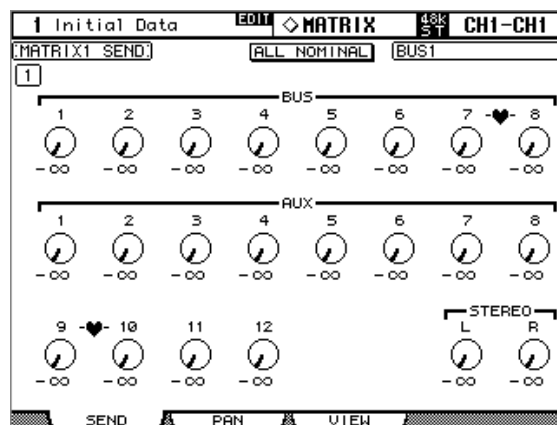 1 Initial Data EDIT ◇MATRIX 48k ST CH1-CH1
MATRIX1 SEND ALL NOMINAL BUS1
1
BUS
1 2 3 4 5 6 7 -♥- 8
-∞ -∞ -∞ -∞ -∞ -∞ -∞ -∞
AUX
1 2 3 4 5 6 7 8
-∞ -∞ -∞ -∞ -∞ -∞ -∞ -∞
STEREO
9 -♥- 10 11 12 L R
-∞ -∞ -∞ -∞ -∞ -∞
SEND PAN VIEW